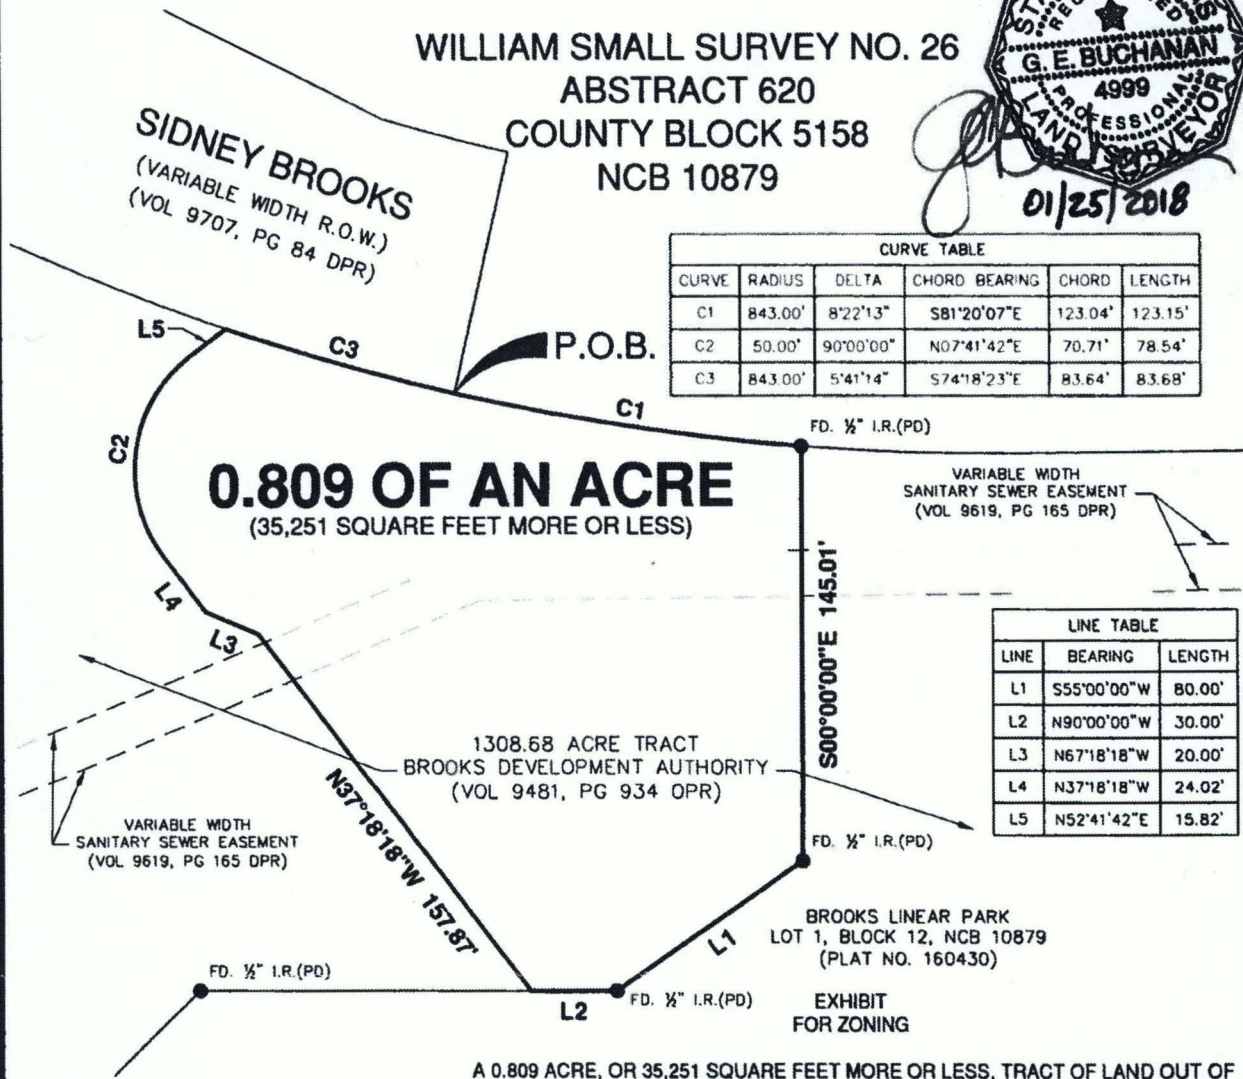 WILLIAM SMALL SURVEY NO. 26
ABSTRACT 620
COUNTY BLOCK 5158
NCB 10879
G. E. BUCHANAN
4999
PROFESSIONAL
LAND SURVEYOR
01/25/2018
SIDNEY BROOKS
(VARIABLE WIDTH R.O.W.)
(VOL 9707, PG 84 DPR)
CURVE TABLE
CURVE RADIUS DELTA CHORD BEARING CHORD LENGTH
C1 843.00' 8°22'13" S81°20'07"E 123.04' 123.15'
C2 50.00' 90°00'00" N07°41'42"E 70.71' 78.54'
C3 843.00' 5°41'14" S74°18'23"E 83.64' 83.68'
L5
C3
P.O.B.
C1
FD. ½" I.R.(PD)
C2
0.809 OF AN ACRE
(35,251 SQUARE FEET MORE OR LESS)
VARIABLE WIDTH
SANITARY SEWER EASEMENT
(VOL 9619, PG 165 DPR)
S00°00'00"E 145.01'
L4
L3
LINE TABLE
LINE BEARING LENGTH
L1 S55°00'00"W 80.00'
L2 N90°00'00"W 30.00'
L3 N67°18'18"W 20.00'
L4 N37°18'18"W 24.02'
L5 N52°41'42"E 15.82'
1308.68 ACRE TRACT
BROOKS DEVELOPMENT AUTHORITY
(VOL 9481, PG 934 OPR)
N37°18'18"W 157.87'
VARIABLE WIDTH
SANITARY SEWER EASEMENT
(VOL 9619, PG 165 DPR)
FD. ½" I.R.(PD)
BROOKS LINEAR PARK
LOT 1, BLOCK 12, NCB 10879
(PLAT NO. 160430)
L1
FD. ½" I.R.(PD)
L2
FD. ½" I.R.(PD)
EXHIBIT
FOR ZONING
A 0.809 ACRE, OR 35,251 SQUARE FEET MORE OR LESS, TRACT OF LAND OUT OF